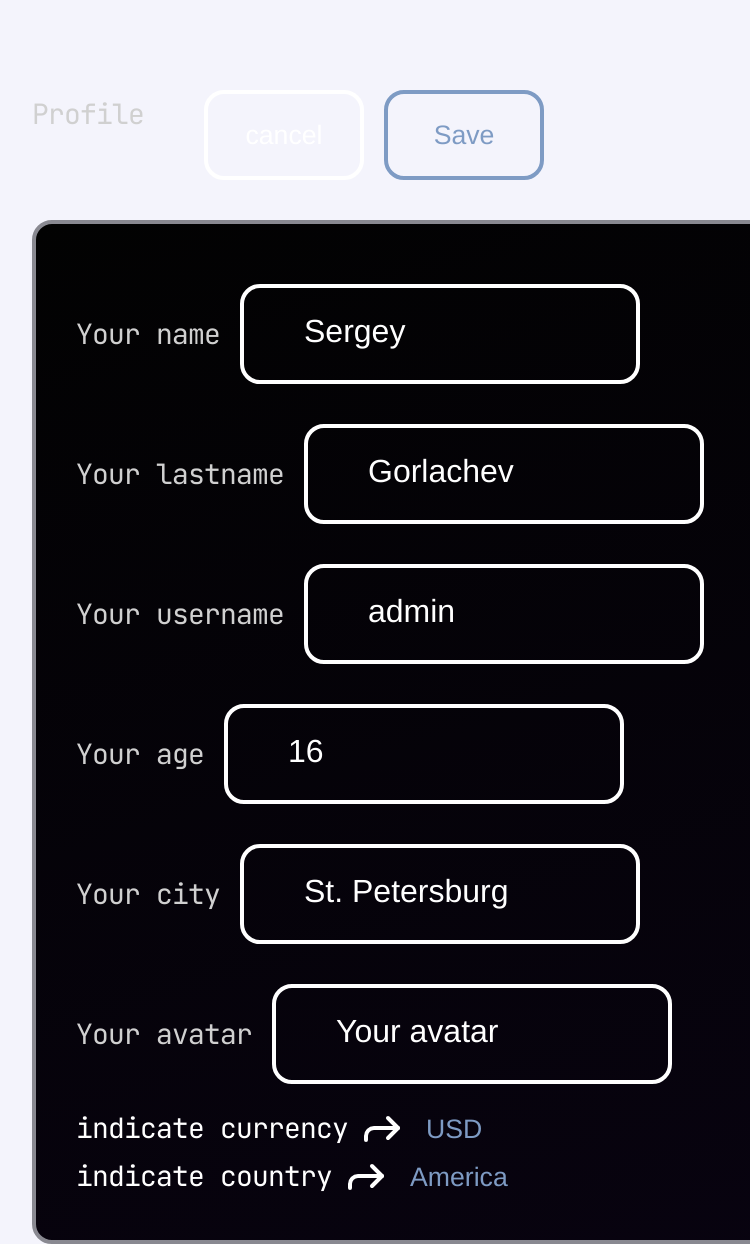 Profile cancel Save
Your name Sergey
Your lastname Gorlachev
Your username admin
Your age 16
Your city St. Petersburg
Your avatar Your avatar
indicate currency USD
indicate country America